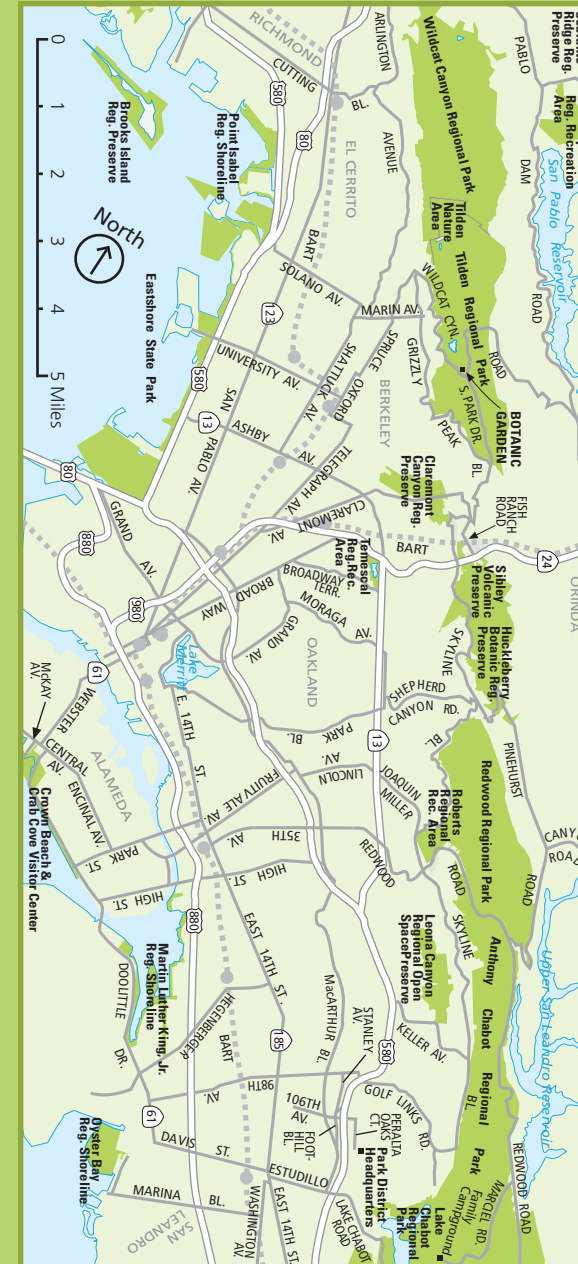 Ridge Reg.
Preserve
Reg. Recreation
Area
PABLO
DAM
ROAD
San Pablo Reservoir
RICHMOND
CUTTING
BL.
ARLINGTON
AVENUE
Wildcat Canyon Regional Park
580
80
0
1
2
3
4
5 Miles
Brooks Island
Reg. Preserve
Point Isabel
Reg. Shoreline
North
EL CERRITO
BART
Tilden
Nature
Area
Tilden Regional Park
WILDCAT CYN.
ROAD
SOLANO AV.
MARIN AV.
123
Eastshore State Park
UNIVERSITY AV.
SHATTUCK AV.
OXFORD
SPRUCE
GRIZZLY
PEAK
BL.
S. PARK DR.
BOTANIC
GARDEN
BERKELEY
580
13
SAN
PABLO AV.
ASHBY
AV.
TELEGRAPH AV.
Claremont
Canyon Reg.
Preserve
FISH
RANCH
ROAD
80
880
GRAND
AV.
CLAREMONT
AV.
BART
24
ORINDA
Temescal
Reg. Rec.
Area
Sibley
Volcanic
Preserve
Huckleberry
Botanic Reg.
Preserve
SKYLINE
BL.
980
BROADWAY
BROADWAY
TERR.
MORAGA
AV.
GRAND AV.
OAKLAND
Lake
Merritt
61
McKAY
AV.
WEBSTER
CENTRAL
AV.
ENCINAL AV.
ALAMEDA
E. 14TH
ST.
PARK
BL.
SHEPHERD
CANYON RD.
13
PINEHURST
ROAD
CANY
ROA
Redwood Regional Park
Roberts
Regional
Rec. Area
JOAQUIN
MILLER
ROAD
LINCOLN
AV.
FRUITVALE AV.
35TH
AV.
REDWOOD
PARK
ST.
HIGH ST.
HIGH ST.
Crown Beach &
Crab Cove Visitor Center
880
Martin Luther King, Jr.
Reg. Shoreline
DOOLITTLE
DR.
HEGENBERGER
BART
EAST 14TH ST.
185
MacARTHUR BL.
Leona Canyon
Regional Open
SpacePreserve
SKYLINE
BL.
Anthony Chabot Regional Park
Upper San Leandro Reservoir
STANLEY
AV.
580
KELLER AV.
GOLF LINKS RD.
98TH
AV.
106TH
AV.
FOOT-
HILL
BL.
PERALTA
OAKS
CT.
Park District
Headquarters
61
DAVIS ST.
ESTUDILLO
Oyster Bay
Reg. Shoreline
MARINA BL.
SAN
LEANDRO
WASHINGTON
AV.
EAST 14TH ST.
LAKE CHABOT
ROAD
Lake
Chabot
Regional
Park
MARCIEL RD.
Family
Campground
REDWOOD ROAD